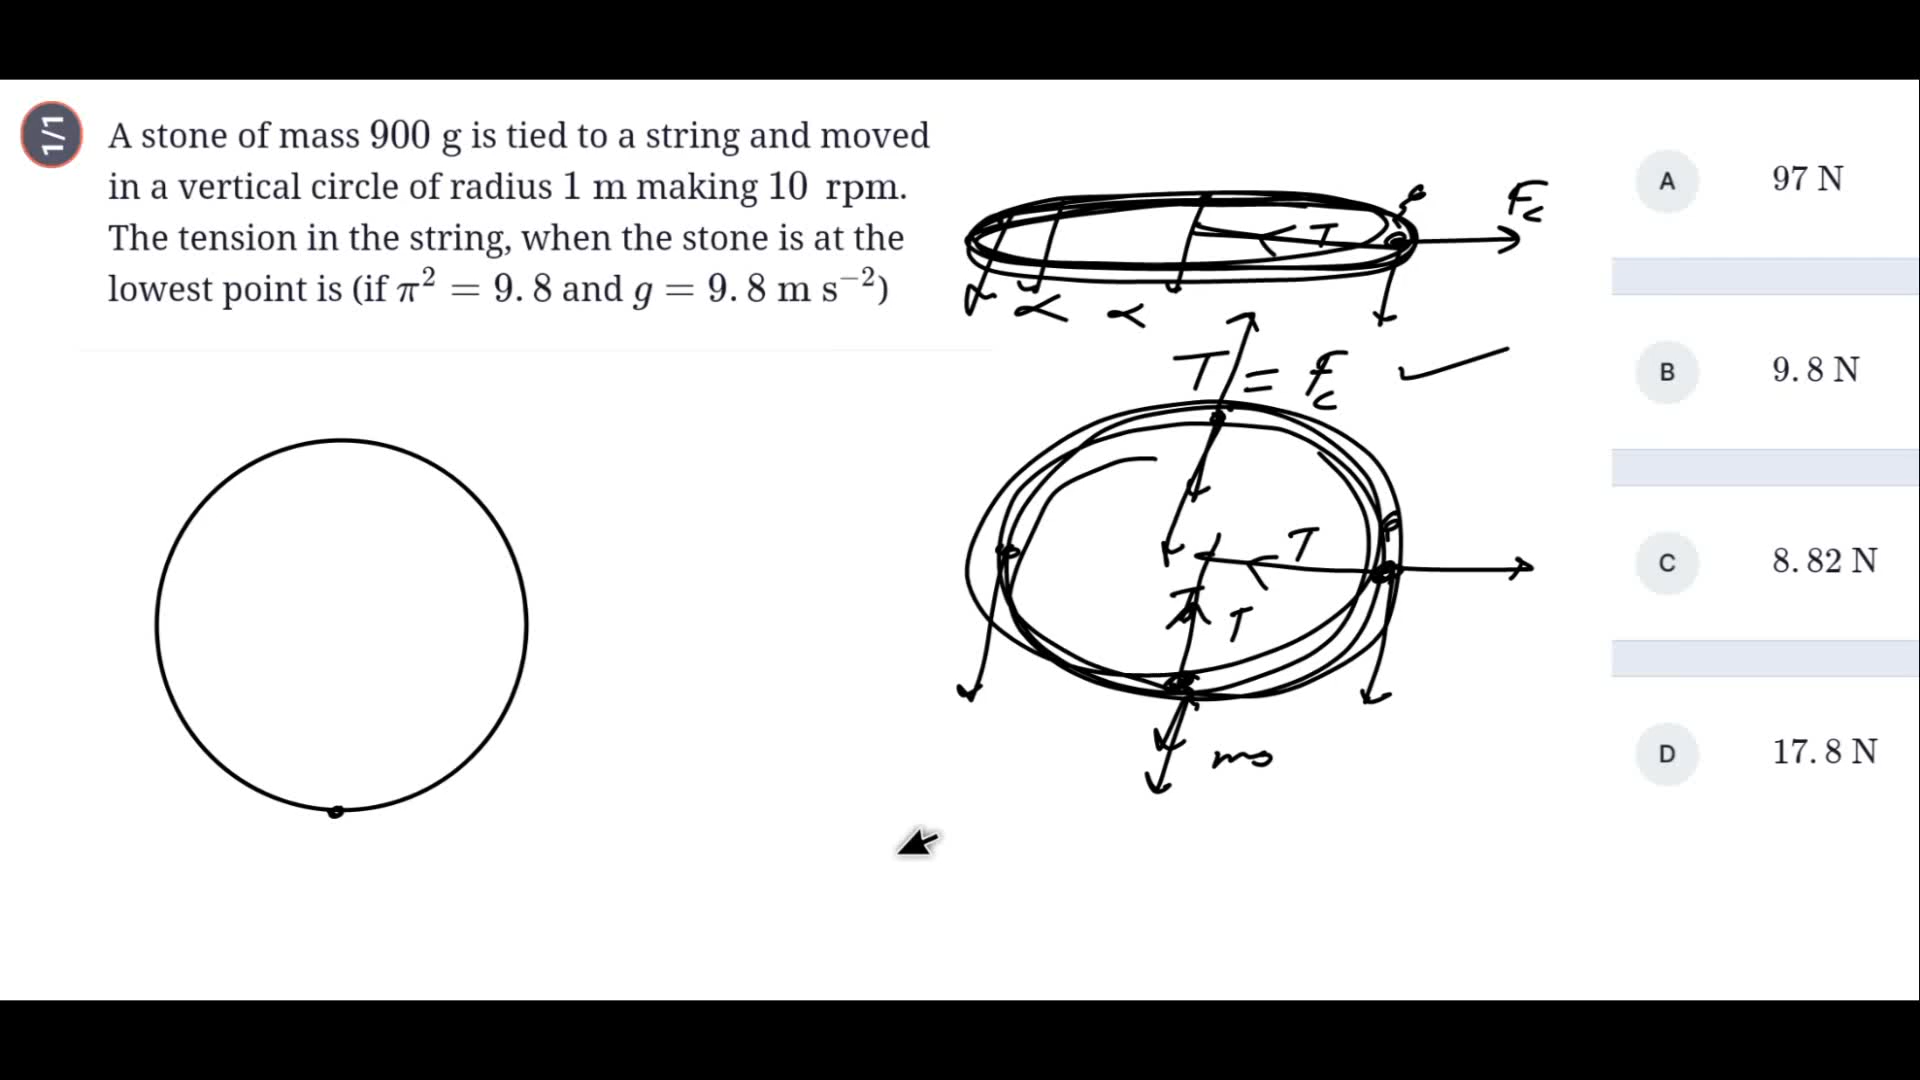 1/1
A stone of mass 900 g is tied to a string and moved
in a vertical circle of radius 1 m making 10 rpm.
The tension in the string, when the stone is at the
lowest point is (if π² = 9.8 and g = 9.8 m s⁻²)
T
Fc
T = Fc
T
T
A 97 N
B 9.8 N
C 8.82 N
D 17.8 N